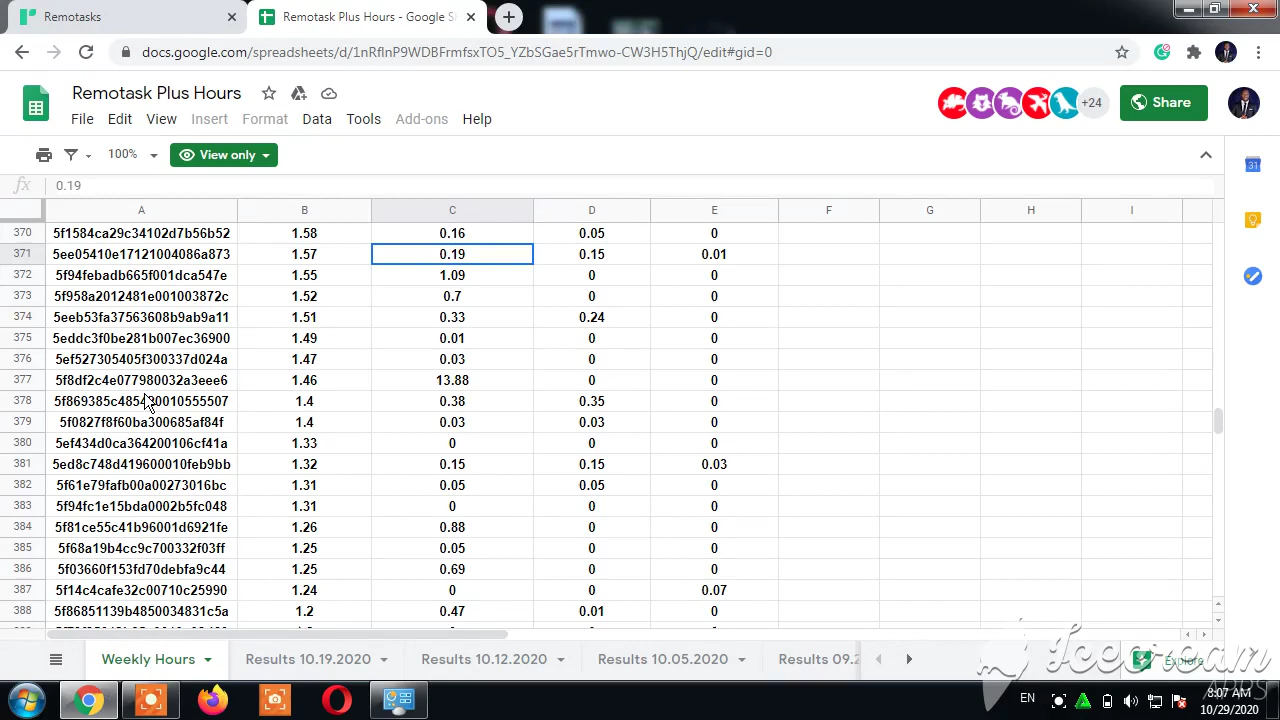 Remotasks
Remotask Plus Hours - Google S
docs.google.com/spreadsheets/d/1nRflnP9WDBFrmfsxTO5_YZbSGae5rTmwo-CW3H5ThjQ/edit#gid=0
Remotask Plus Hours
+24
Share
File Edit View Insert Format Data Tools Add-ons Help
100% View only
31
fx 0.19
A B C D E F G H I
370 5f1584ca29c34102d7b56b52 1.58 0.16 0.05 0
371 5ee05410e17121004086a873 1.57 0.19 0.15 0.01
372 5f94febadb665f001dca547e 1.55 1.09 0 0
373 5f958a2012481e001003872c 1.52 0.7 0 0
374 5eeb53fa37563608b9ab9a11 1.51 0.33 0.24 0
375 5eddc3f0be281b007ec36900 1.49 0.01 0 0
376 5ef527305405f300337d024a 1.47 0.03 0 0
377 5f8df2c4e077980032a3eee6 1.46 13.88 0 0
378 1.4 0.38 0.35 0
379 5f0827f8f60ba300685af84f 1.4 0.03 0.03 0
380 5ef434d0ca364200106cf41a 1.33 0 0 0
381 5ed8c748d419600010feb9bb 1.32 0.15 0.15 0.03
382 5f61e79fafb00a00273016bc 1.31 0.05 0.05 0
383 5f94fc1e15bda0002b5fc048 1.31 0 0 0
384 5f81ce55c41b96001d6921fe 1.26 0.88 0 0
385 5f68a19b4cc9c700332f03ff 1.25 0.05 0 0
386 5f03660f153fd70debfa9c44 1.25 0.69 0 0
387 5f14c4cafe32c00710c25990 1.24 0 0 0.07
388 5f86851139b4850034831c5a 1.2 0.47 0.01 0
Weekly Hours Results 10.19.2020 Results 10.12.2020 Results 10.05.2020 Results 09.2
Explore
Icecream
APPS
EN
8:07 AM
10/29/2020